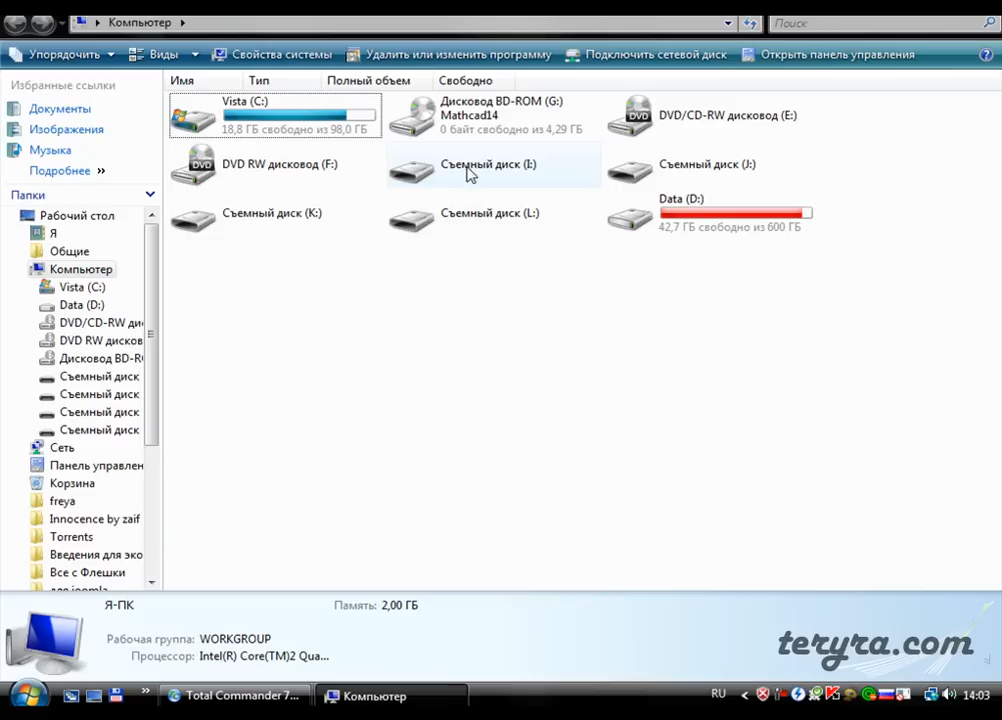 Компьютер
Поиск
Упорядочить Виды Свойства системы Удалить или изменить программу Подключить сетевой диск Открыть панель управления
Избранные ссылки
Документы
Изображения
Музыка
Подробнее »
Папки
Рабочий стол
Я
Общие
Компьютер
Vista (C:)
Data (D:)
DVD/CD-RW ди
DVD RW дисков
Дисковод BD-R
Съемный диск
Съемный диск
Съемный диск
Съемный диск
Сеть
Панель управлен
Корзина
freya
Innocence by zaif
Torrents
Введения для эко
Все с Флешки
для joomla
Имя Тип Полный объем Свободно
Vista (C:)
18,8 ГБ свободно из 98,0 ГБ
Дисковод BD-ROM (G:)
Mathcad14
0 байт свободно из 4,29 ГБ
DVD
DVD/CD-RW дисковод (E:)
DVD
DVD RW дисковод (F:)
Съемный диск (I:)
Съемный диск (J:)
Съемный диск (K:)
Съемный диск (L:)
Data (D:)
42,7 ГБ свободно из 600 ГБ
Я-ПК Память: 2,00 ГБ
Рабочая группа: WORKGROUP
Процессор: Intel(R) Core(TM)2 Qua...
teryra.com
» Total Commander 7... Компьютер RU 14:03